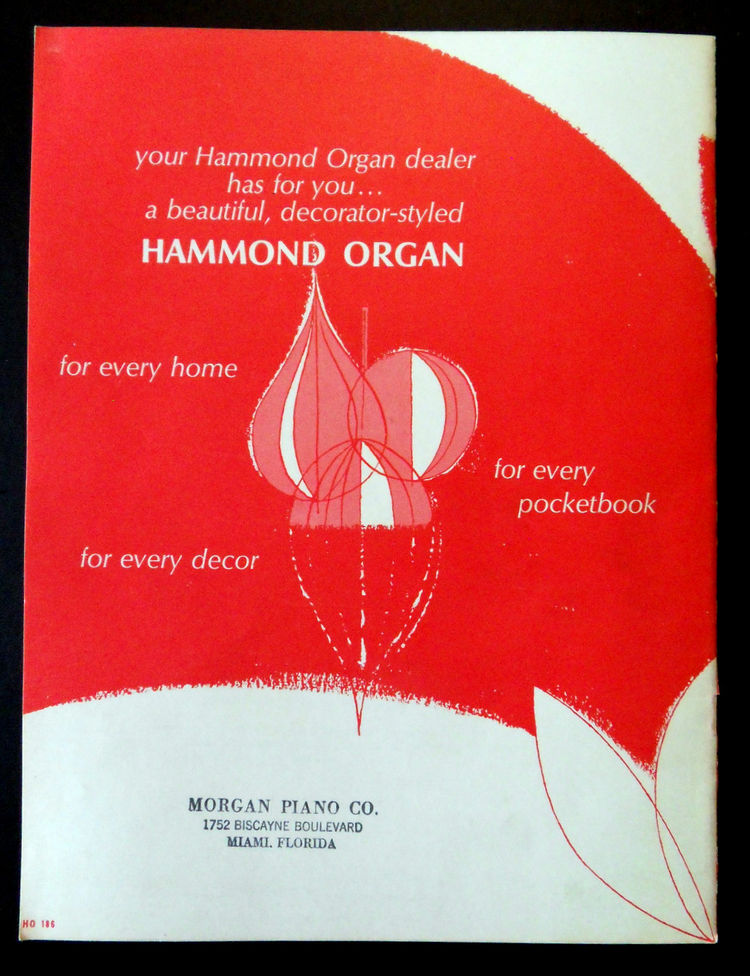 your Hammond Organ dealer
has for you...
a beautiful, decorator-styled
HAMMOND ORGAN
for every home
for every
pocketbook
for every decor
MORGAN PIANO CO.
1752 BISCAYNE BOULEVARD
MIAMI, FLORIDA
HO 186